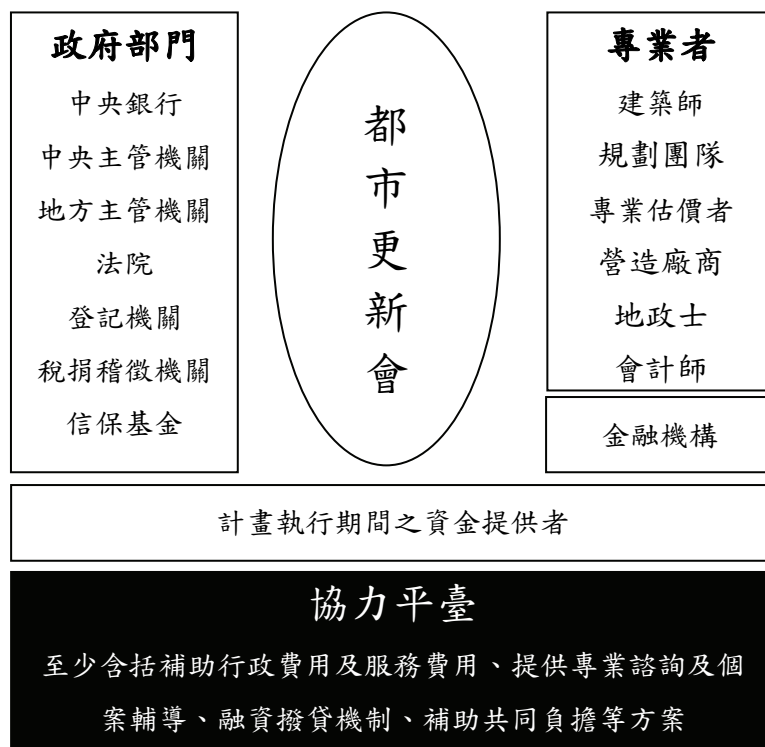 政府部門
中央銀行
中央主管機關
地方主管機關
法院
登記機關
稅捐稽徵機關
信保基金
都市更新會
專業者
建築師
規劃團隊
專業估價者
營造廠商
地政士
會計師
金融機構
計畫執行期間之資金提供者
協力平臺
至少含括補助行政費用及服務費用、提供專業諮詢及個
案輔導、融資撥貸機制、補助共同負擔等方案